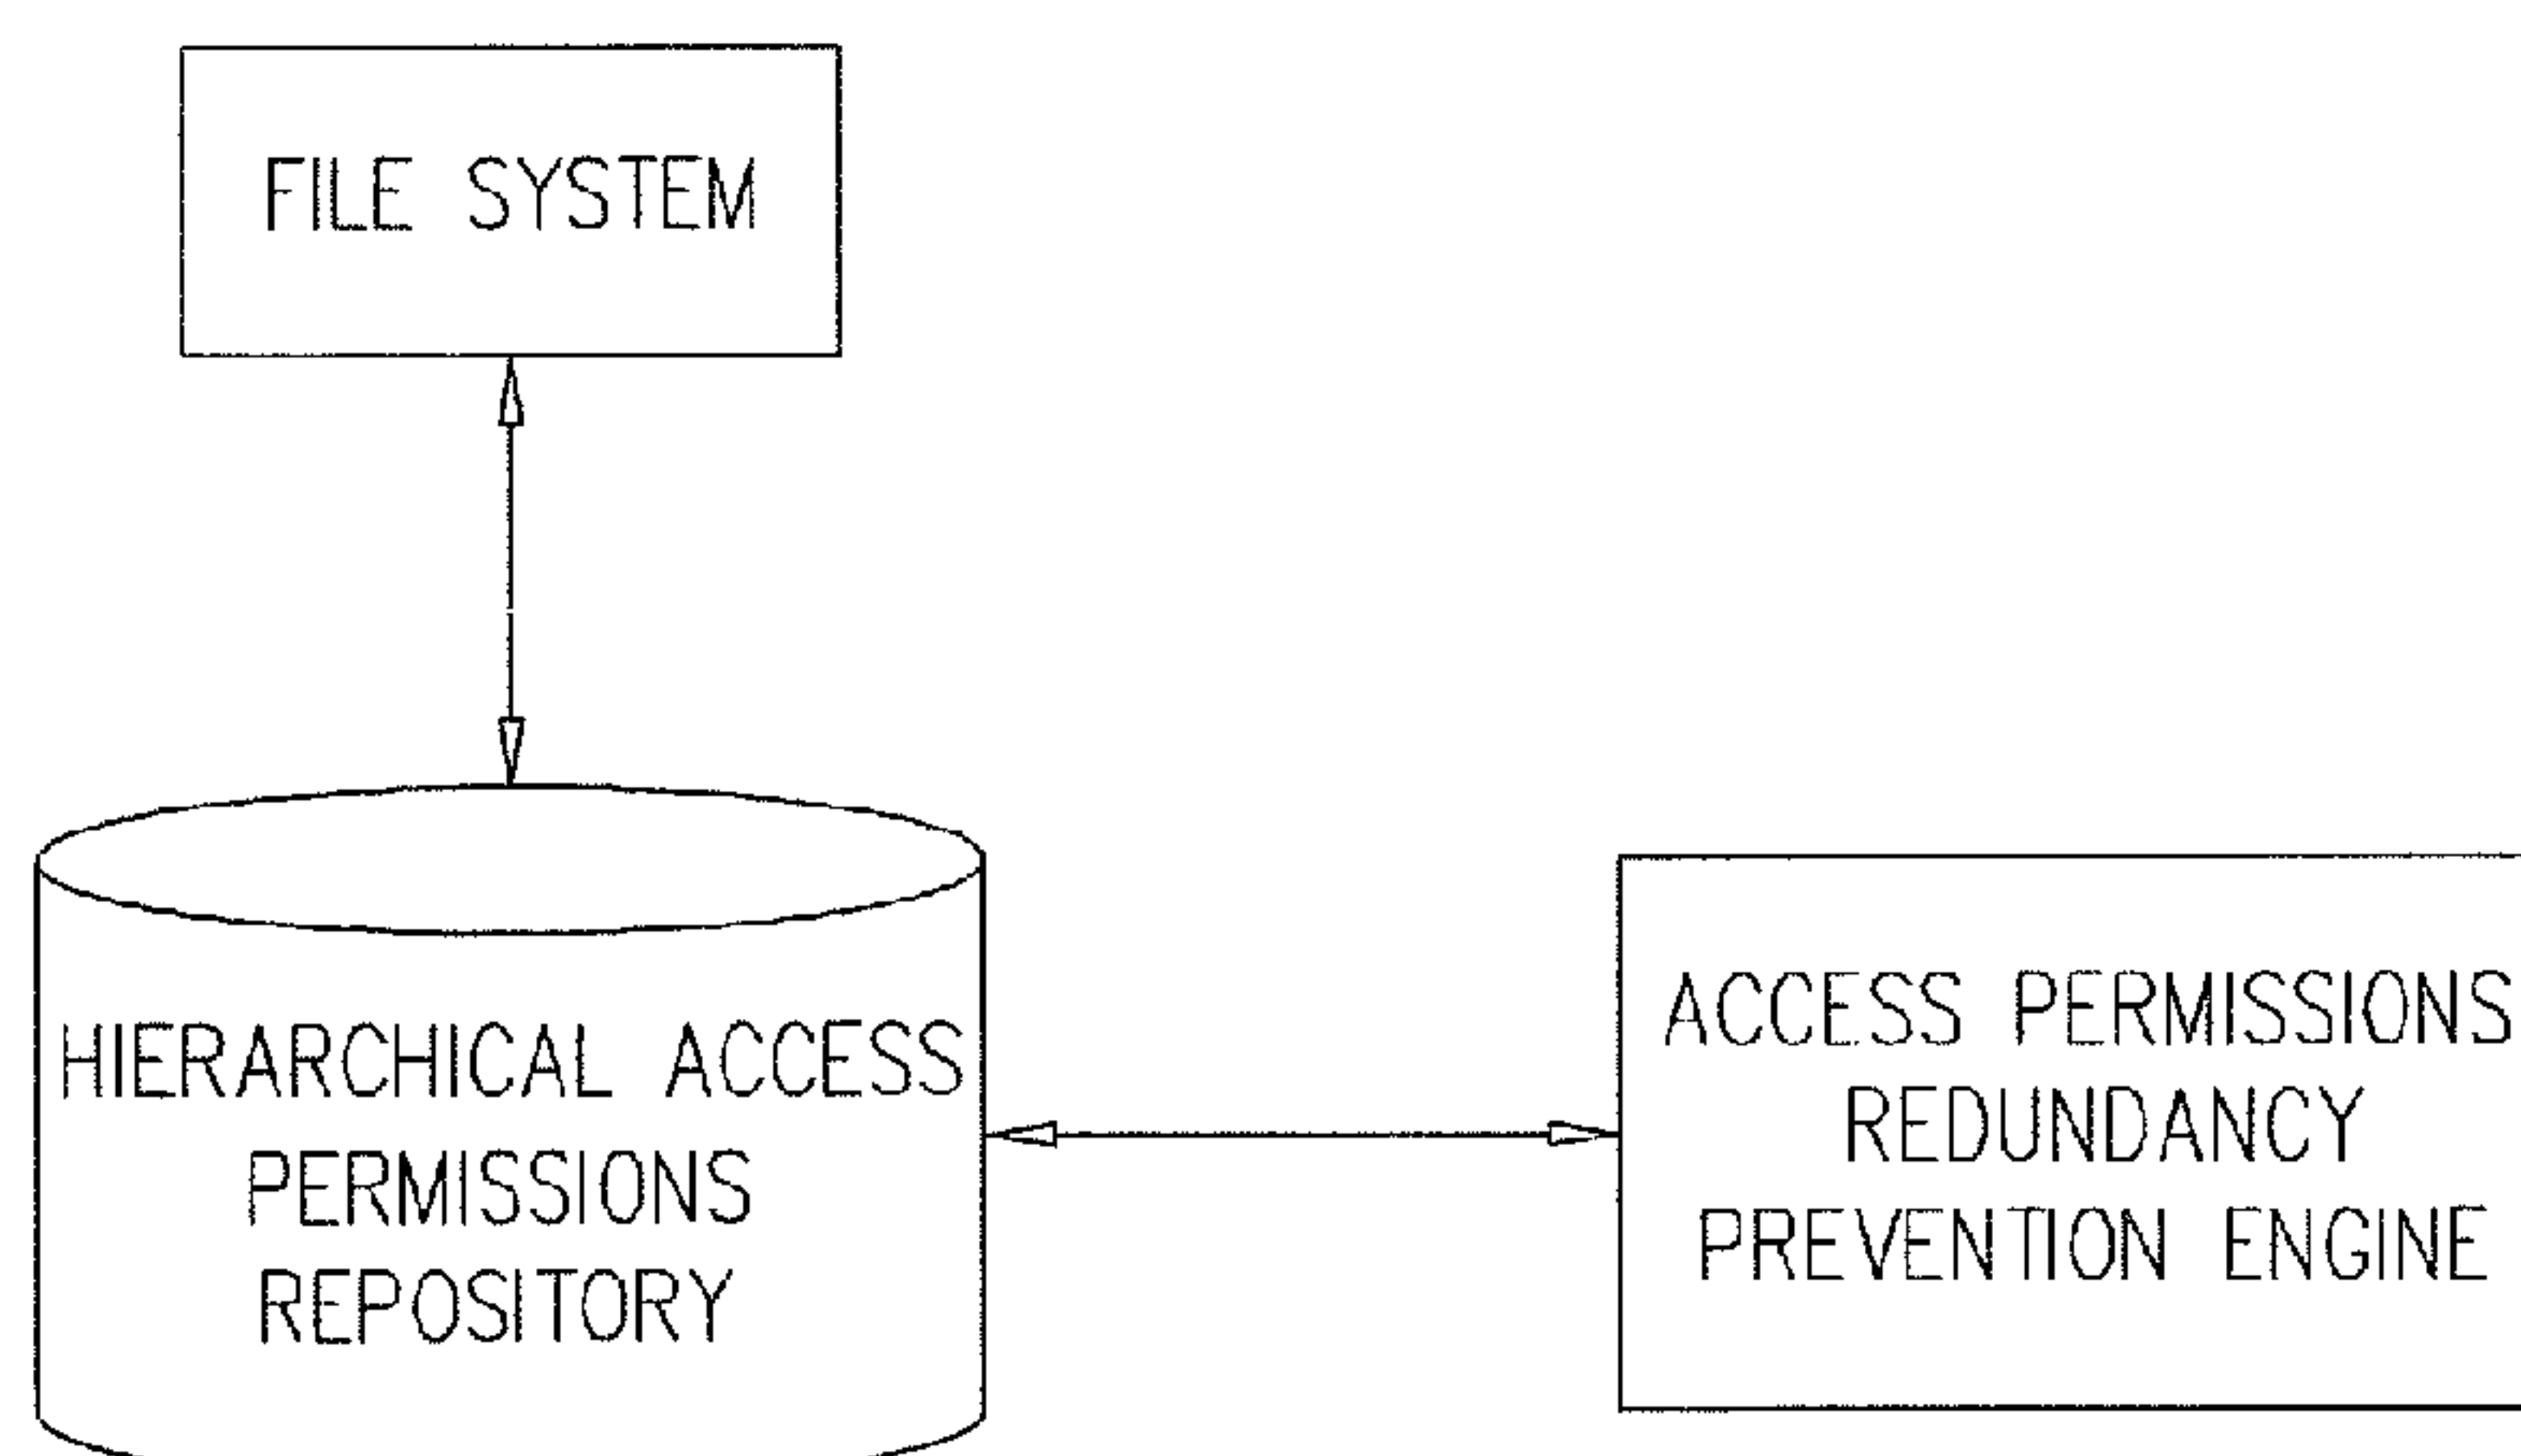 FILE SYSTEM
HIERARCHICAL ACCESS
PERMISSIONS
REPOSITORY
ACCESS PERMISSIONS
REDUNDANCY
PREVENTION ENGINE